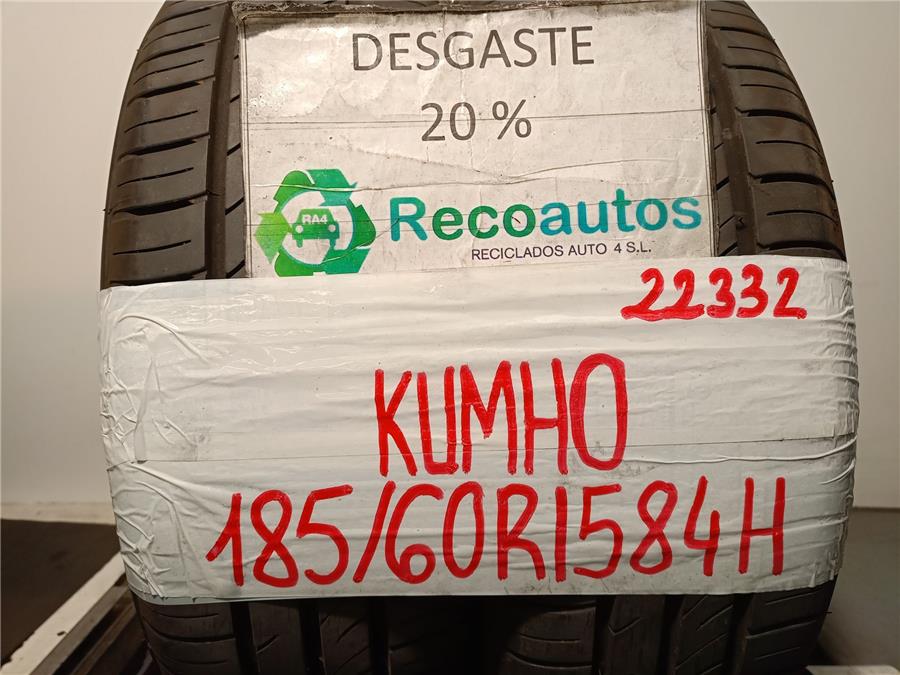 DESGASTE
20 %
RA4
Recoautos
RECICLADOS AUTO 4 S.L.
22332
KUMHO
185/60R1584H